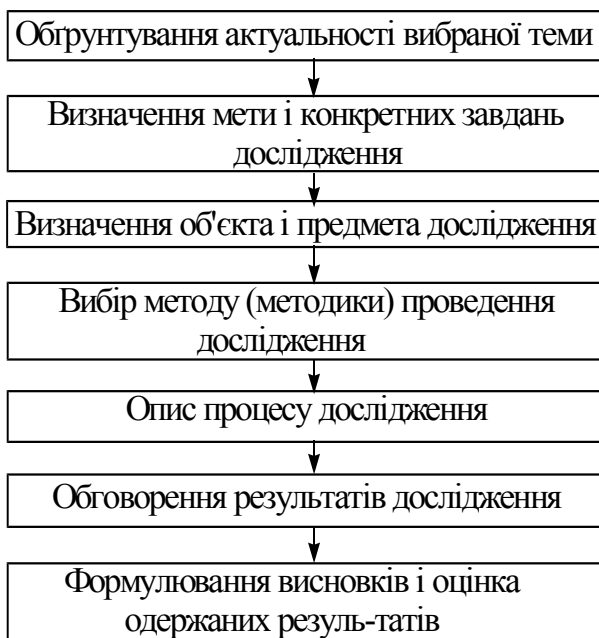 Обґрунтування актуальності вибраної теми
Визначення мети і конкретних завдань
дослідження
Визначення об'єкта і предмета дослідження
Вибір методу (методики) проведення
дослідження
Опис процесу дослідження
Обговорення результатів дослідження
Формулювання висновків і оцінка
одержаних резуль-татів